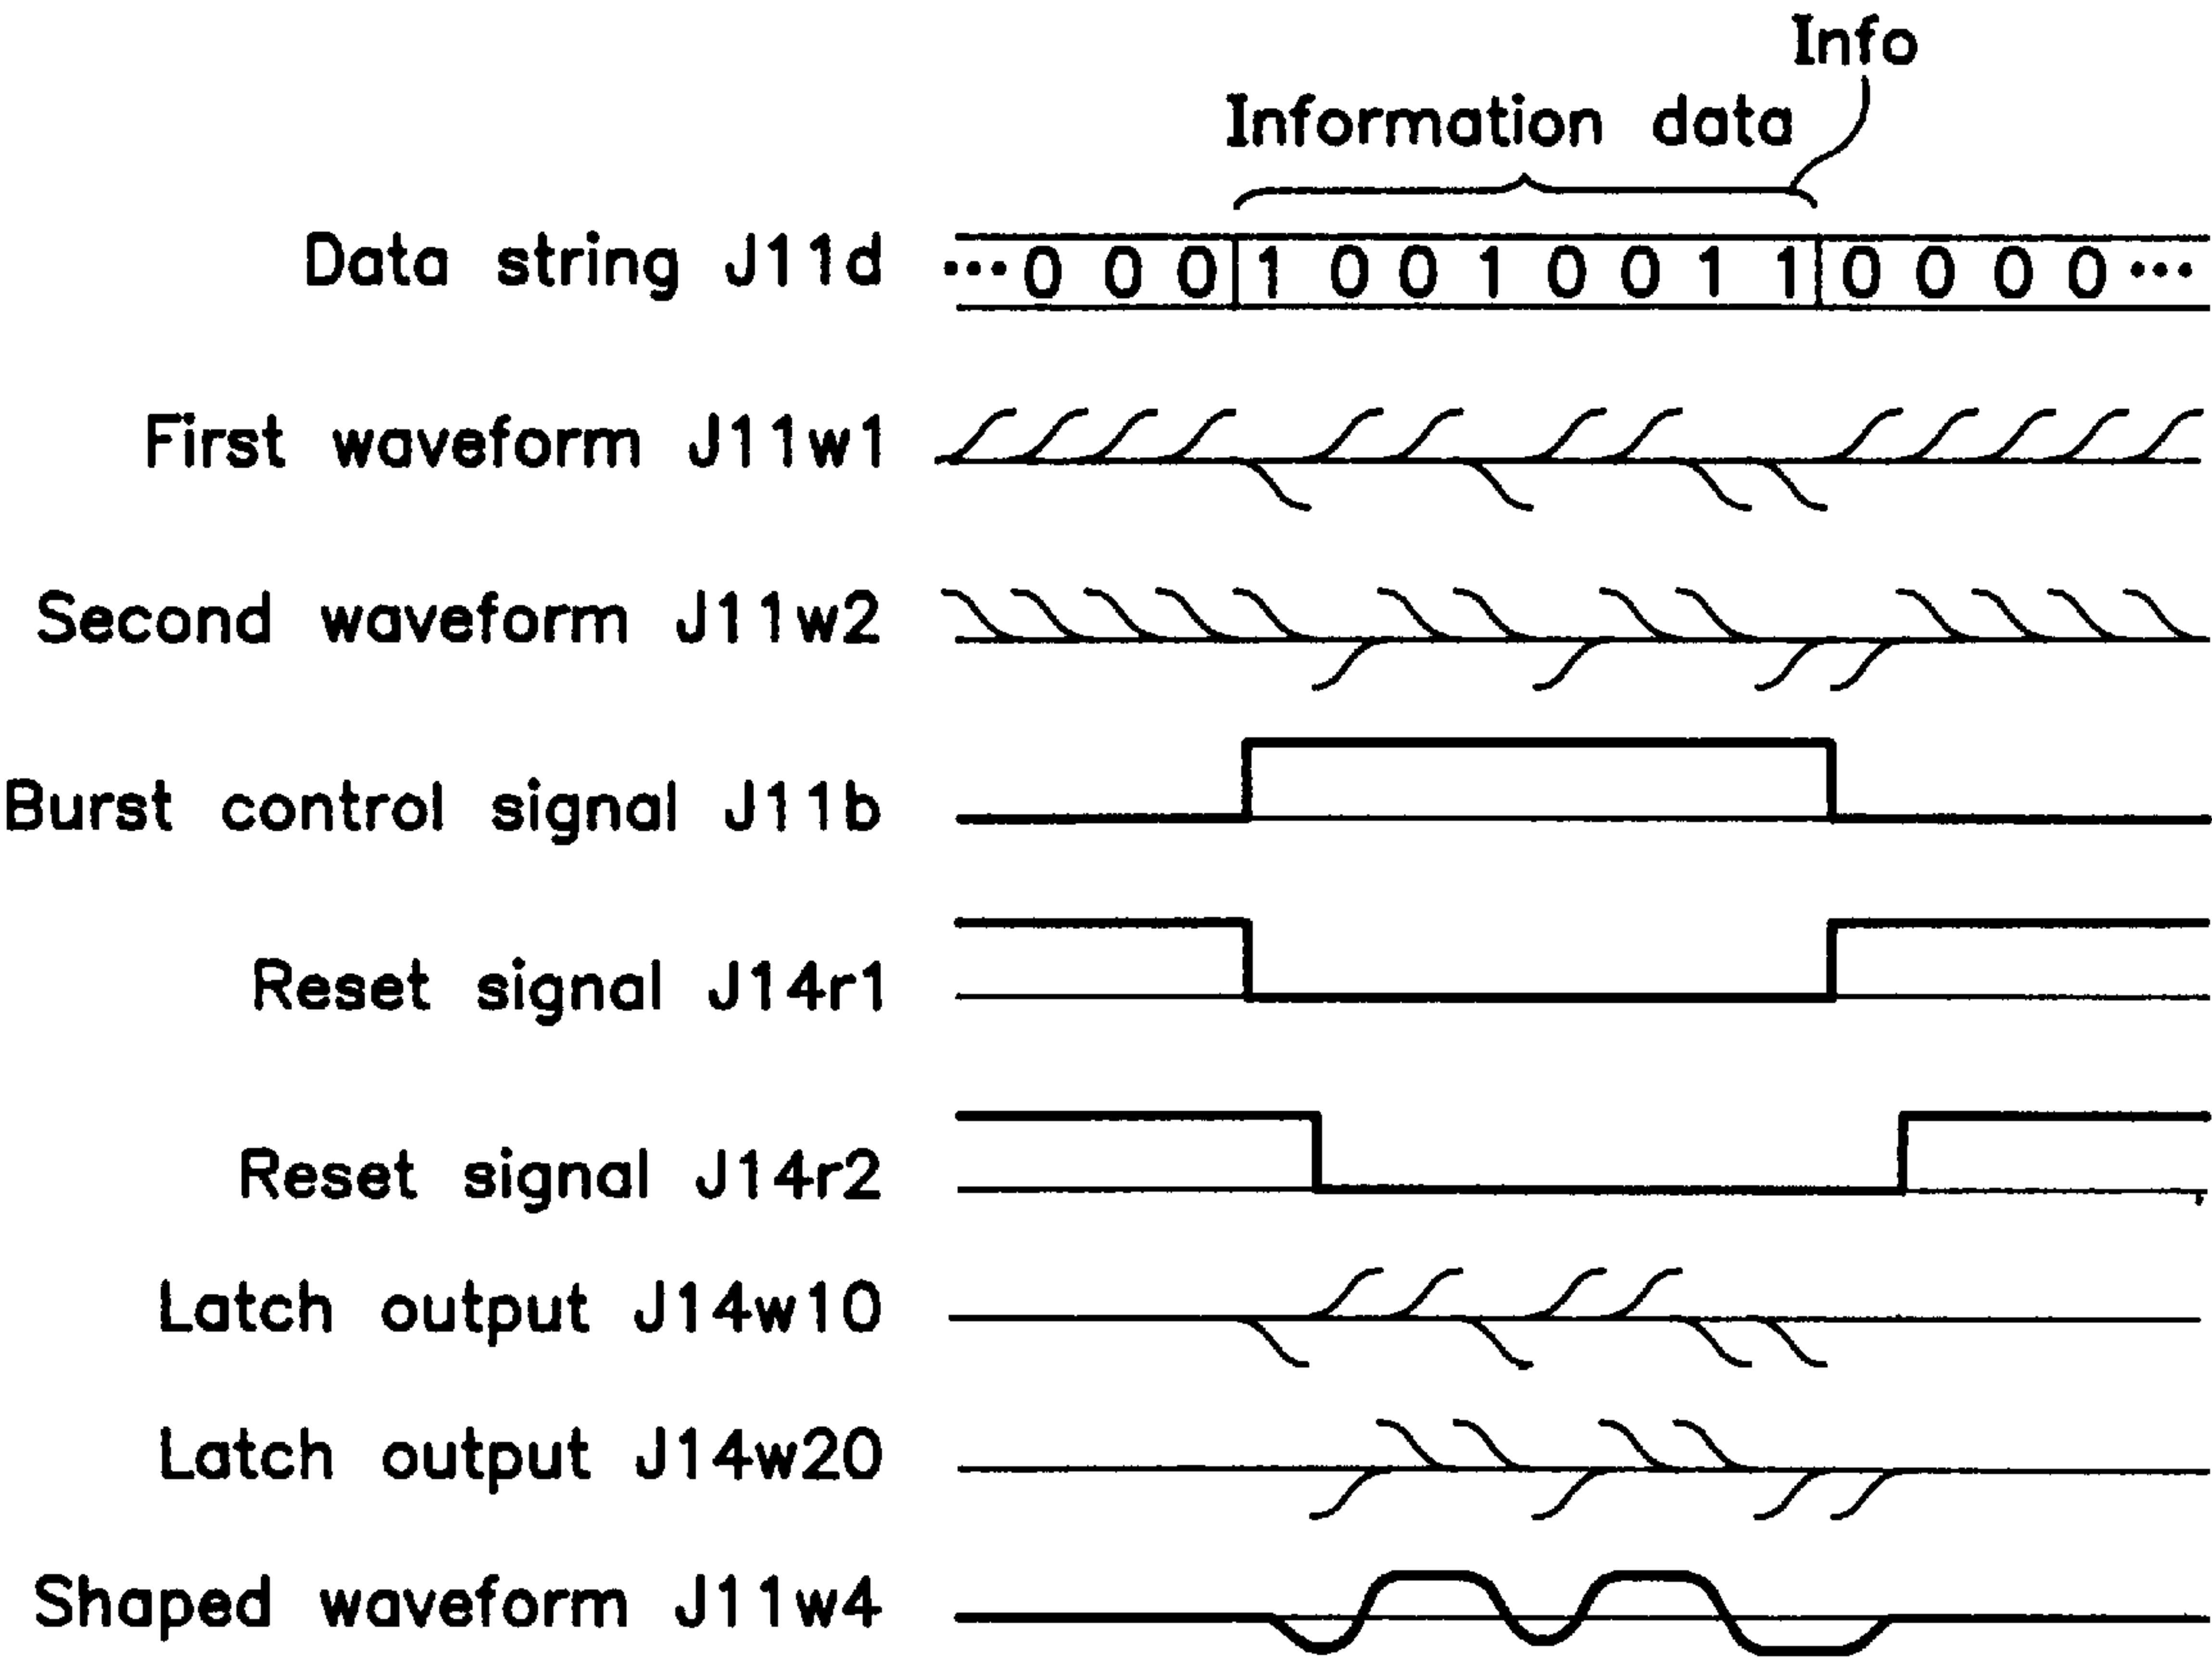 Info
Information data
Data string J11d ···0 0 0 1 0 0 1 0 0 1 1 0 0 0 0···
First waveform J11w1
Second waveform J11w2
Burst control signal J11b
Reset signal J14r1
Reset signal J14r2
Latch output J14w10
Latch output J14w20
Shaped waveform J11w4